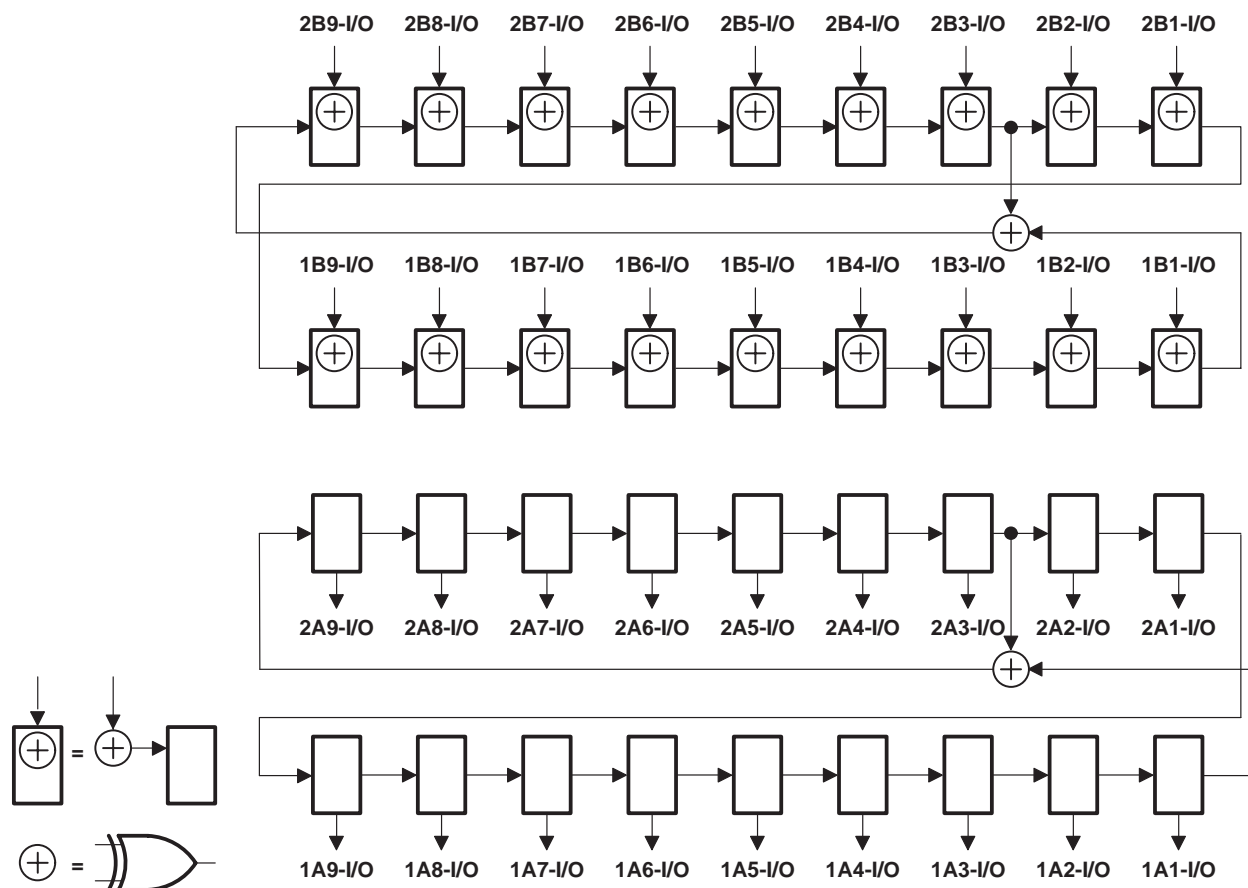 2B9-I/O 2B8-I/O 2B7-I/O 2B6-I/O 2B5-I/O 2B4-I/O 2B3-I/O 2B2-I/O 2B1-I/O
1B9-I/O 1B8-I/O 1B7-I/O 1B6-I/O 1B5-I/O 1B4-I/O 1B3-I/O 1B2-I/O 1B1-I/O
2A9-I/O 2A8-I/O 2A7-I/O 2A6-I/O 2A5-I/O 2A4-I/O 2A3-I/O 2A2-I/O 2A1-I/O
=
=
1A9-I/O 1A8-I/O 1A7-I/O 1A6-I/O 1A5-I/O 1A4-I/O 1A3-I/O 1A2-I/O 1A1-I/O